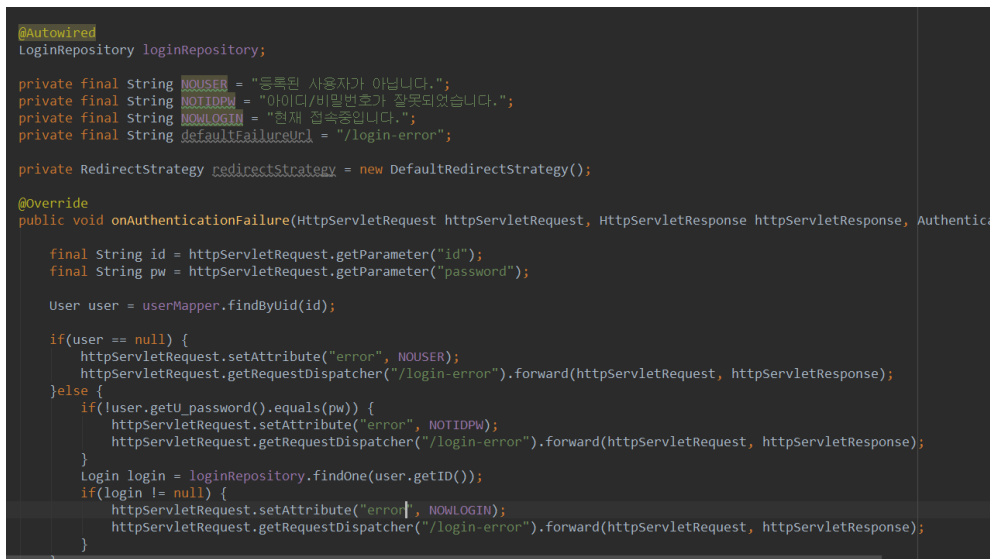 @Autowired
LoginRepository loginRepository;
private final String NOUSER = "등록된 사용자가 아닙니다.";
private final String NOTIDPW = "아이디/비밀번호가 잘못되었습니다.";
private final String NOWLOGIN = "현재 접속중입니다.";
private final String defaultFailureUrl = "/login-error";
private RedirectStrategy redirectStrategy = new DefaultRedirectStrategy();
@Override
public void onAuthenticationFailure(HttpServletRequest httpServletRequest, HttpServletResponse httpServletResponse, Authentica
final String id = httpServletRequest.getParameter("id");
final String pw = httpServletRequest.getParameter("password");
User user = userMapper.findByUid(id);
if(user == null) {
httpServletRequest.setAttribute("error", NOUSER);
httpServletRequest.getRequestDispatcher("/login-error").forward(httpServletRequest, httpServletResponse);
}else {
if(!user.getU_password().equals(pw)) {
httpServletRequest.setAttribute("error", NOTIDPW);
httpServletRequest.getRequestDispatcher("/login-error").forward(httpServletRequest, httpServletResponse);
}
Login login = loginRepository.findOne(user.getID());
if(login != null) {
httpServletRequest.setAttribute("error", NOWLOGIN);
httpServletRequest.getRequestDispatcher("/login-error").forward(httpServletRequest, httpServletResponse);
}